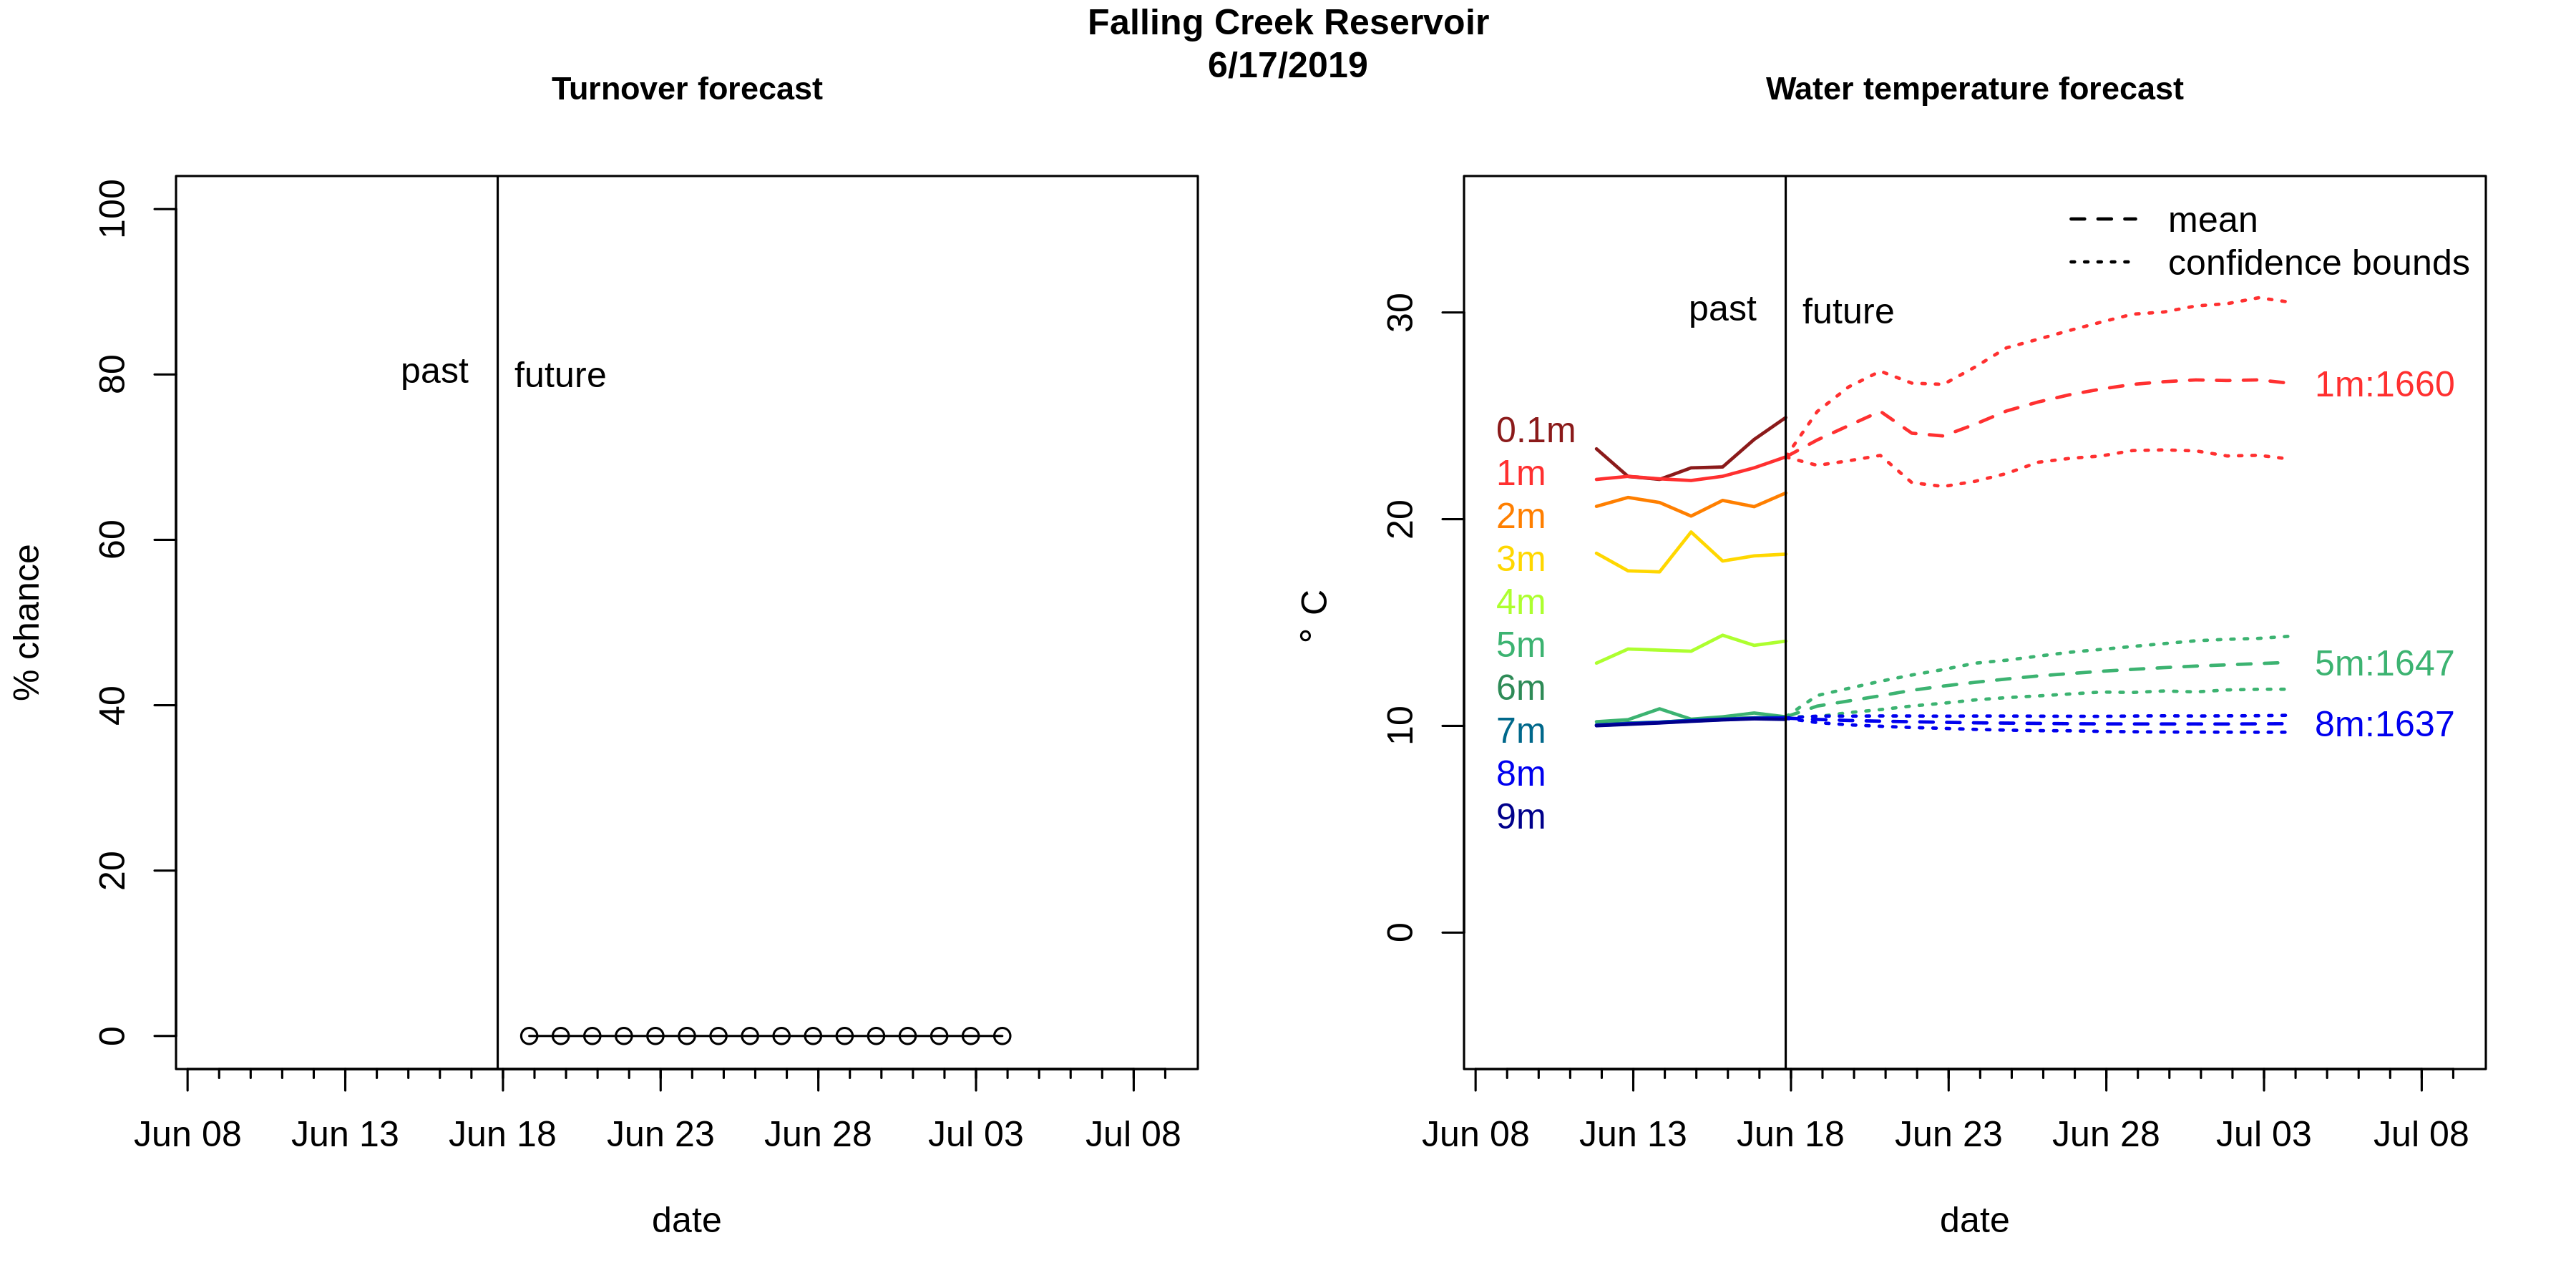 Falling Creek Reservoir
6/17/2019
Turnover forecast
% chance
100
80
60
40
20
0
past
future
Jun 08
Jun 13
Jun 18
Jun 23
Jun 28
Jul 03
Jul 08
date
Water temperature forecast
° C
30
20
10
0
mean
confidence bounds
past
future
0.1m
1m
2m
3m
4m
5m
6m
7m
8m
9m
1m:1660
5m:1647
8m:1637
Jun 08
Jun 13
Jun 18
Jun 23
Jun 28
Jul 03
Jul 08
date